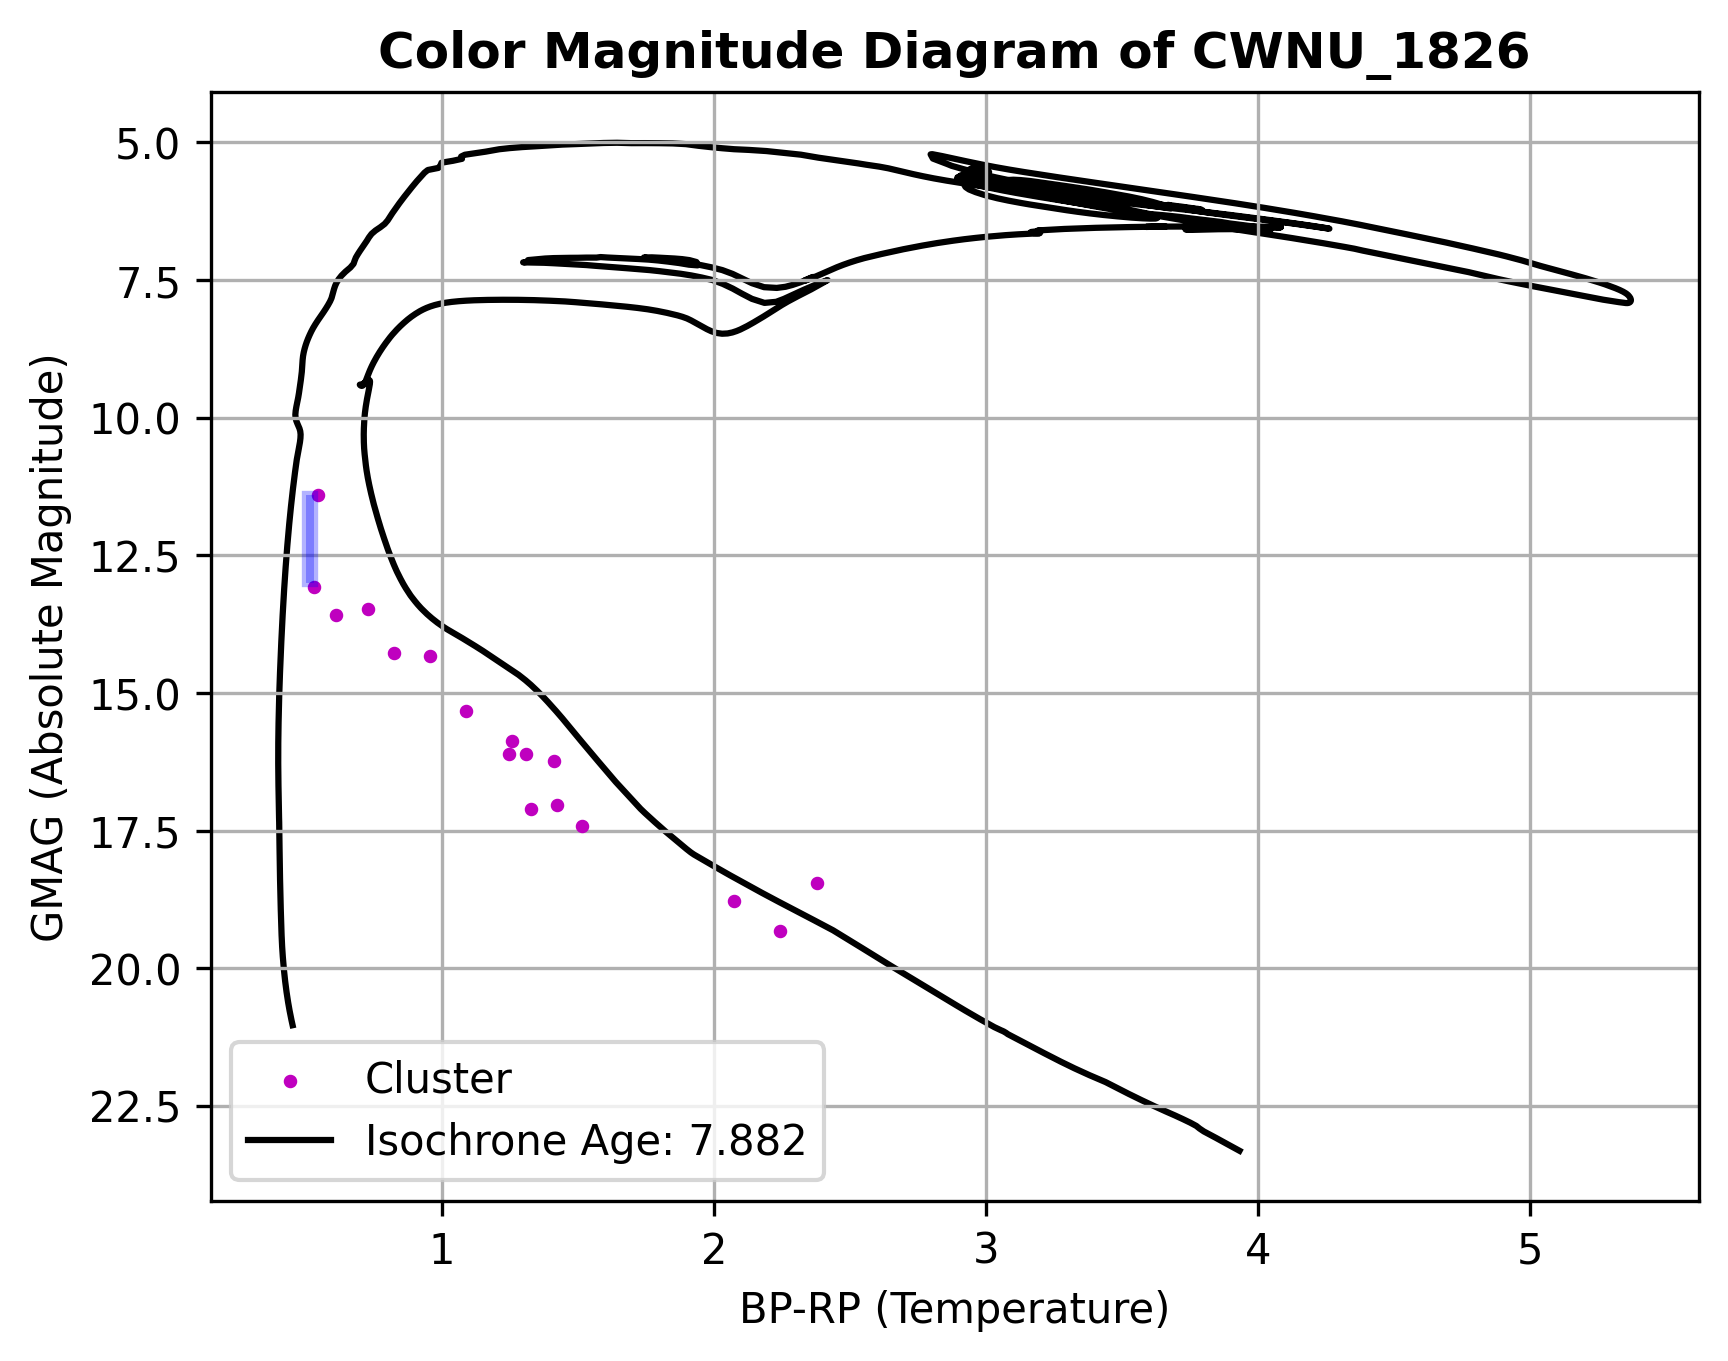 Color Magnitude Diagram of CWNU_1826
GMAG (Absolute Magnitude)
5.0
7.5
10.0
12.5
15.0
17.5
20.0
22.5
Cluster
Isochrone Age: 7.882
1 2 3 4 5
BP-RP (Temperature)